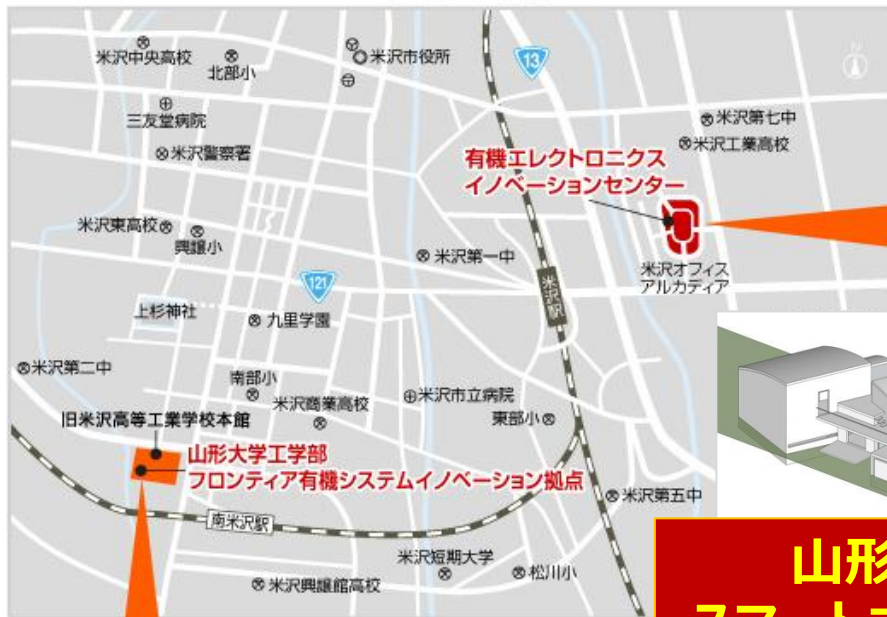 米沢中央高校
北部小
米沢市役所
13
N
三友堂病院
米沢警察署
米沢第七中
米沢工業高校
有機エレクトロニクス
イノベーションセンター
米沢東高校
興譲小
米沢第一中
米沢オフィス
アルカディア
121
米沢駅
上杉神社
九里学園
米沢第二中
南部小
米沢商業高校
米沢市立病院
東部小
旧米沢高等工業学校本館
山形大学工学部
フロンティア有機システムイノベーション拠点
米沢第五中
南米沢駅
米沢短期大学
松川小
米沢興譲館高校
山形